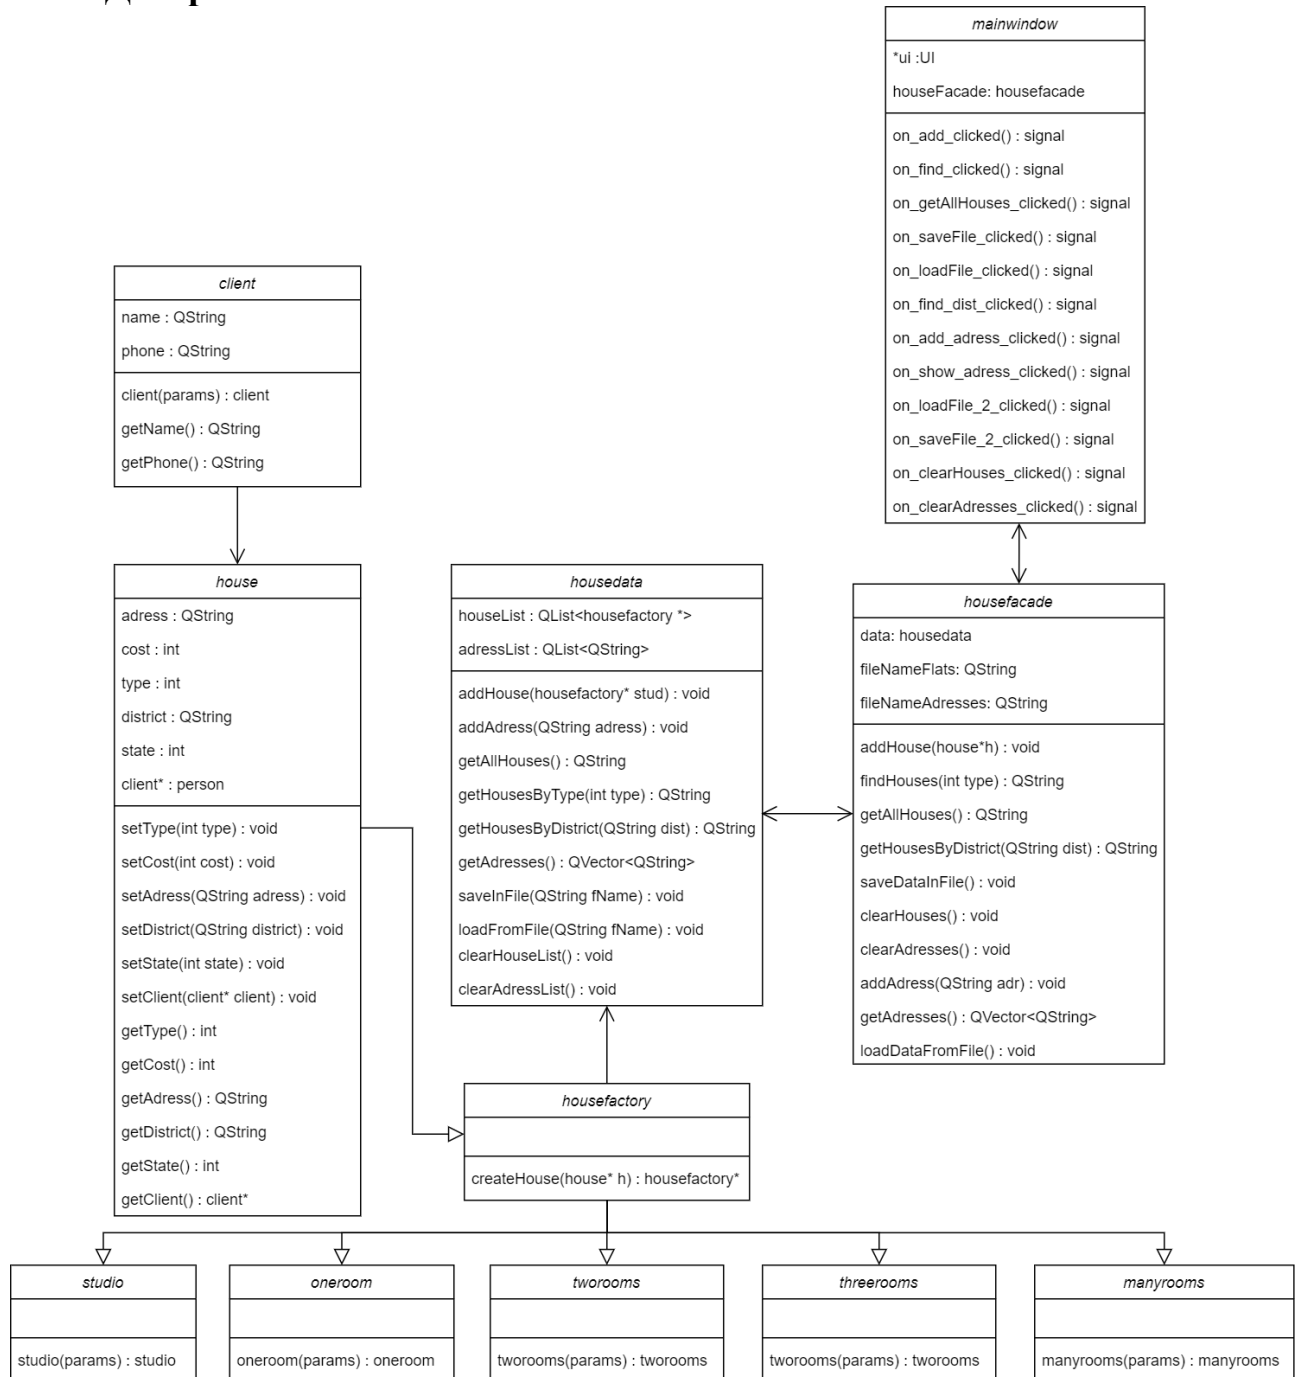 mainwindow
*ui :UI
houseFacade: housefacade
on_add_clicked() : signal
on_find_clicked() : signal
on_getAllHouses_clicked() : signal
on_saveFile_clicked() : signal
on_loadFile_clicked() : signal
on_find_dist_clicked() : signal
on_add_adress_clicked() : signal
on_show_adress_clicked() : signal
on_loadFile_2_clicked() : signal
on_saveFile_2_clicked() : signal
on_clearHouses_clicked() : signal
on_clearAdresses_clicked() : signal
client
name : QString
phone : QString
client(params) : client
getName() : QString
getPhone() : QString
house
adress : QString
cost : int
type : int
district : QString
state : int
client* : person
setType(int type) : void
setCost(int cost) : void
setAdress(QString adress) : void
setDistrict(QString district) : void
setState(int state) : void
setClient(client* client) : void
getType() : int
getCost() : int
getAdress() : QString
getDistrict() : QString
getState() : int
getClient() : client*
housedata
houseList : QList<housefactory *>
adressList : QList<QString>
addHouse(housefactory* stud) : void
addAdress(QString adress) : void
getAllHouses() : QString
getHousesByType(int type) : QString
getHousesByDistrict(QString dist) : QString
getAdresses() : QVector<QString>
saveInFile(QString fName) : void
loadFromFile(QString fName) : void
clearHouseList() : void
clearAdressList() : void
housefacade
data: housedata
fileNameFlats: QString
fileNameAdresses: QString
addHouse(house*h) : void
findHouses(int type) : QString
getAllHouses() : QString
getHousesByDistrict(QString dist) : QString
saveDataInFile() : void
clearHouses() : void
clearAdresses() : void
addAdress(QString adr) : void
getAdresses() : QVector<QString>
loadDataFromFile() : void
housefactory
createHouse(house* h) : housefactory*
studio
studio(params) : studio
oneroom
oneroom(params) : oneroom
tworooms
tworooms(params) : tworooms
threerooms
tworooms(params) : tworooms
manyrooms
manyrooms(params) : manyrooms